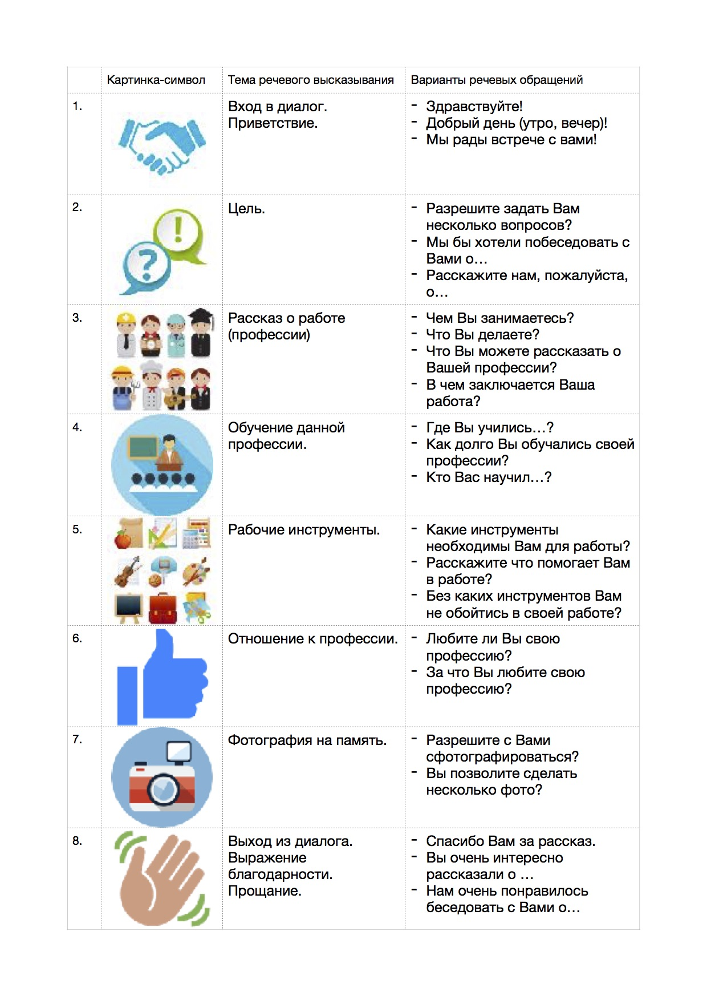 Картинка-символ
Тема речевого высказывания
Варианты речевых обращений
1.
Вход в диалог.
Приветствие.
- Здравствуйте!
- Добрый день (утро, вечер)!
- Мы рады встрече с вами!
2.
Цель.
- Разрешите задать Вам
несколько вопросов?
- Мы бы хотели побеседовать с
Вами о…
- Расскажите нам, пожалуйста,
о…
3.
Рассказ о работе
(профессии)
- Чем Вы занимаетесь?
- Что Вы делаете?
- Что Вы можете рассказать о
Вашей профессии?
- В чем заключается Ваша
работа?
4.
Обучение данной
профессии.
- Где Вы учились…?
- Как долго Вы обучались своей
профессии?
- Кто Вас научил…?
5.
Рабочие инструменты.
- Какие инструменты
необходимы Вам для работы?
- Расскажите что помогает Вам
в работе?
- Без каких инструментов Вам
не обойтись в своей работе?
6.
Отношение к профессии.
- Любите ли Вы свою
профессию?
- За что Вы любите свою
профессию?
7.
Фотография на память.
- Разрешите с Вами
сфотографироваться?
- Вы позволите сделать
несколько фото?
8.
Выход из диалога.
Выражение
благодарности.
Прощание.
- Спасибо Вам за рассказ.
- Вы очень интересно
рассказали о …
- Нам очень понравилось
беседовать с Вами о…